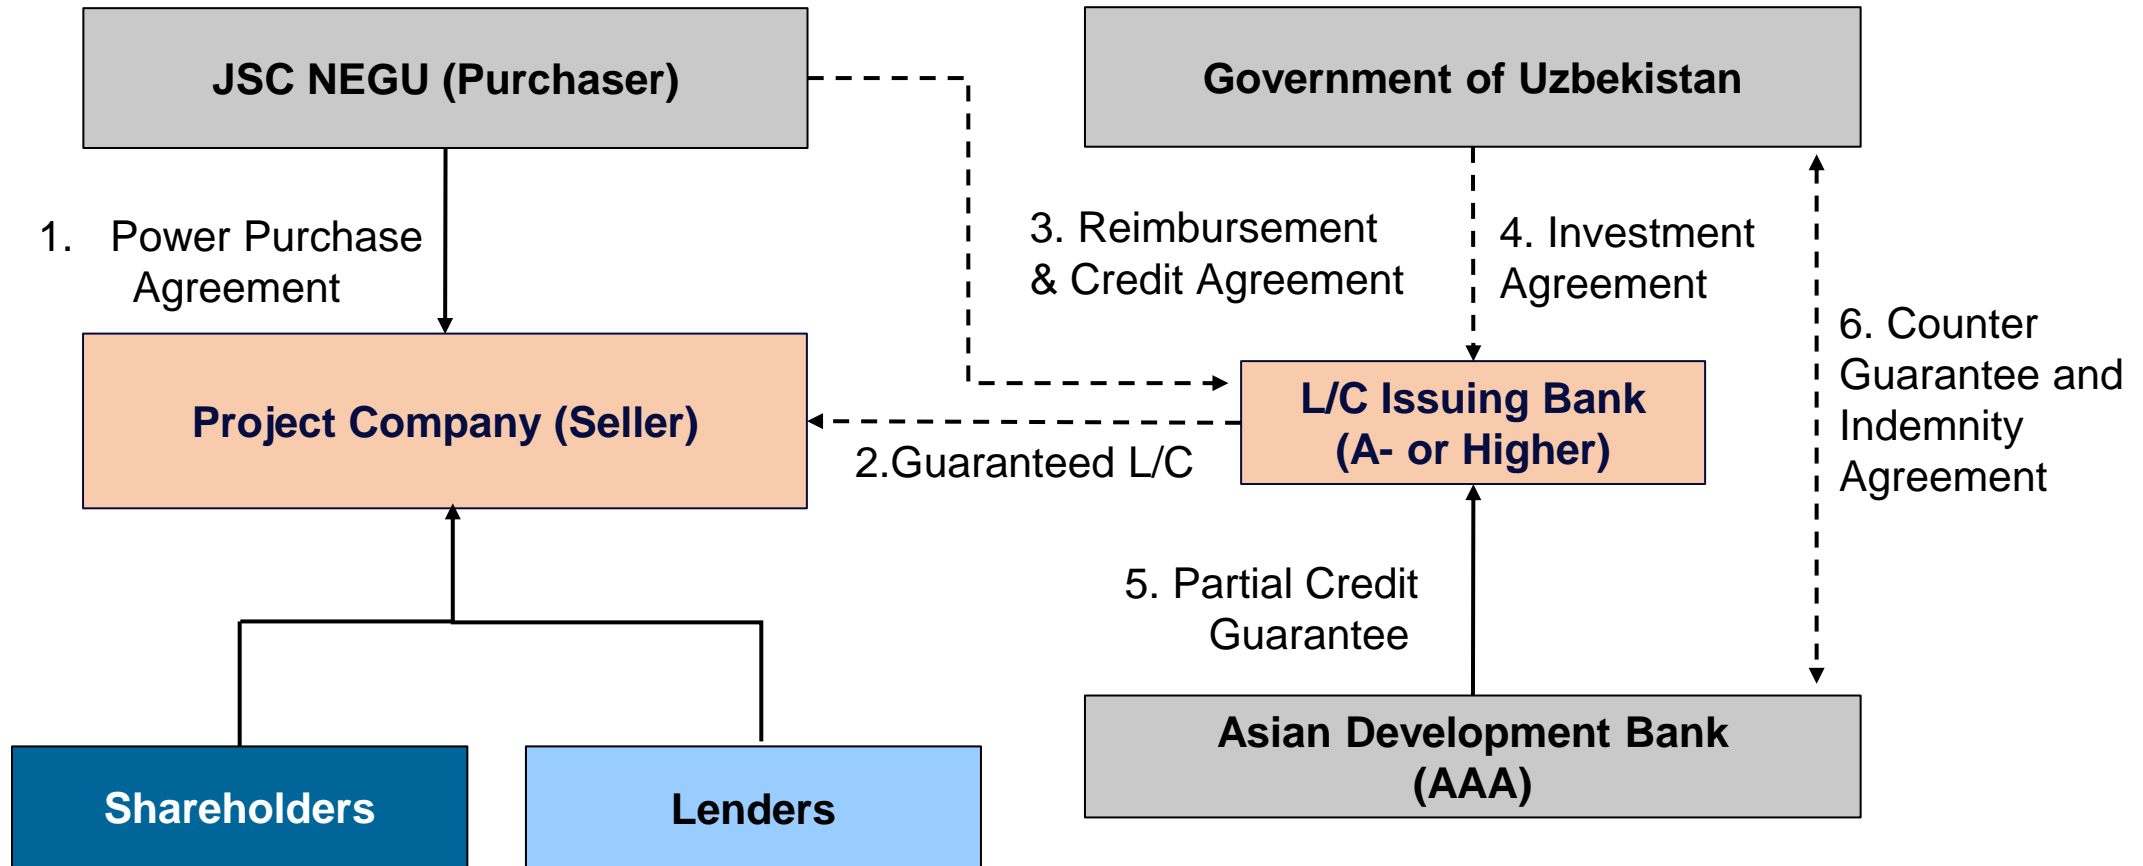 JSC NEGU (Purchaser)
Government of Uzbekistan
1. Power Purchase
Agreement
3. Reimbursement
& Credit Agreement
4. Investment
Agreement
6. Counter
Guarantee and
Indemnity
Agreement
Project Company (Seller)
L/C Issuing Bank
(A- or Higher)
2.Guaranteed L/C
5. Partial Credit
Guarantee
Asian Development Bank
(AAA)
Shareholders
Lenders